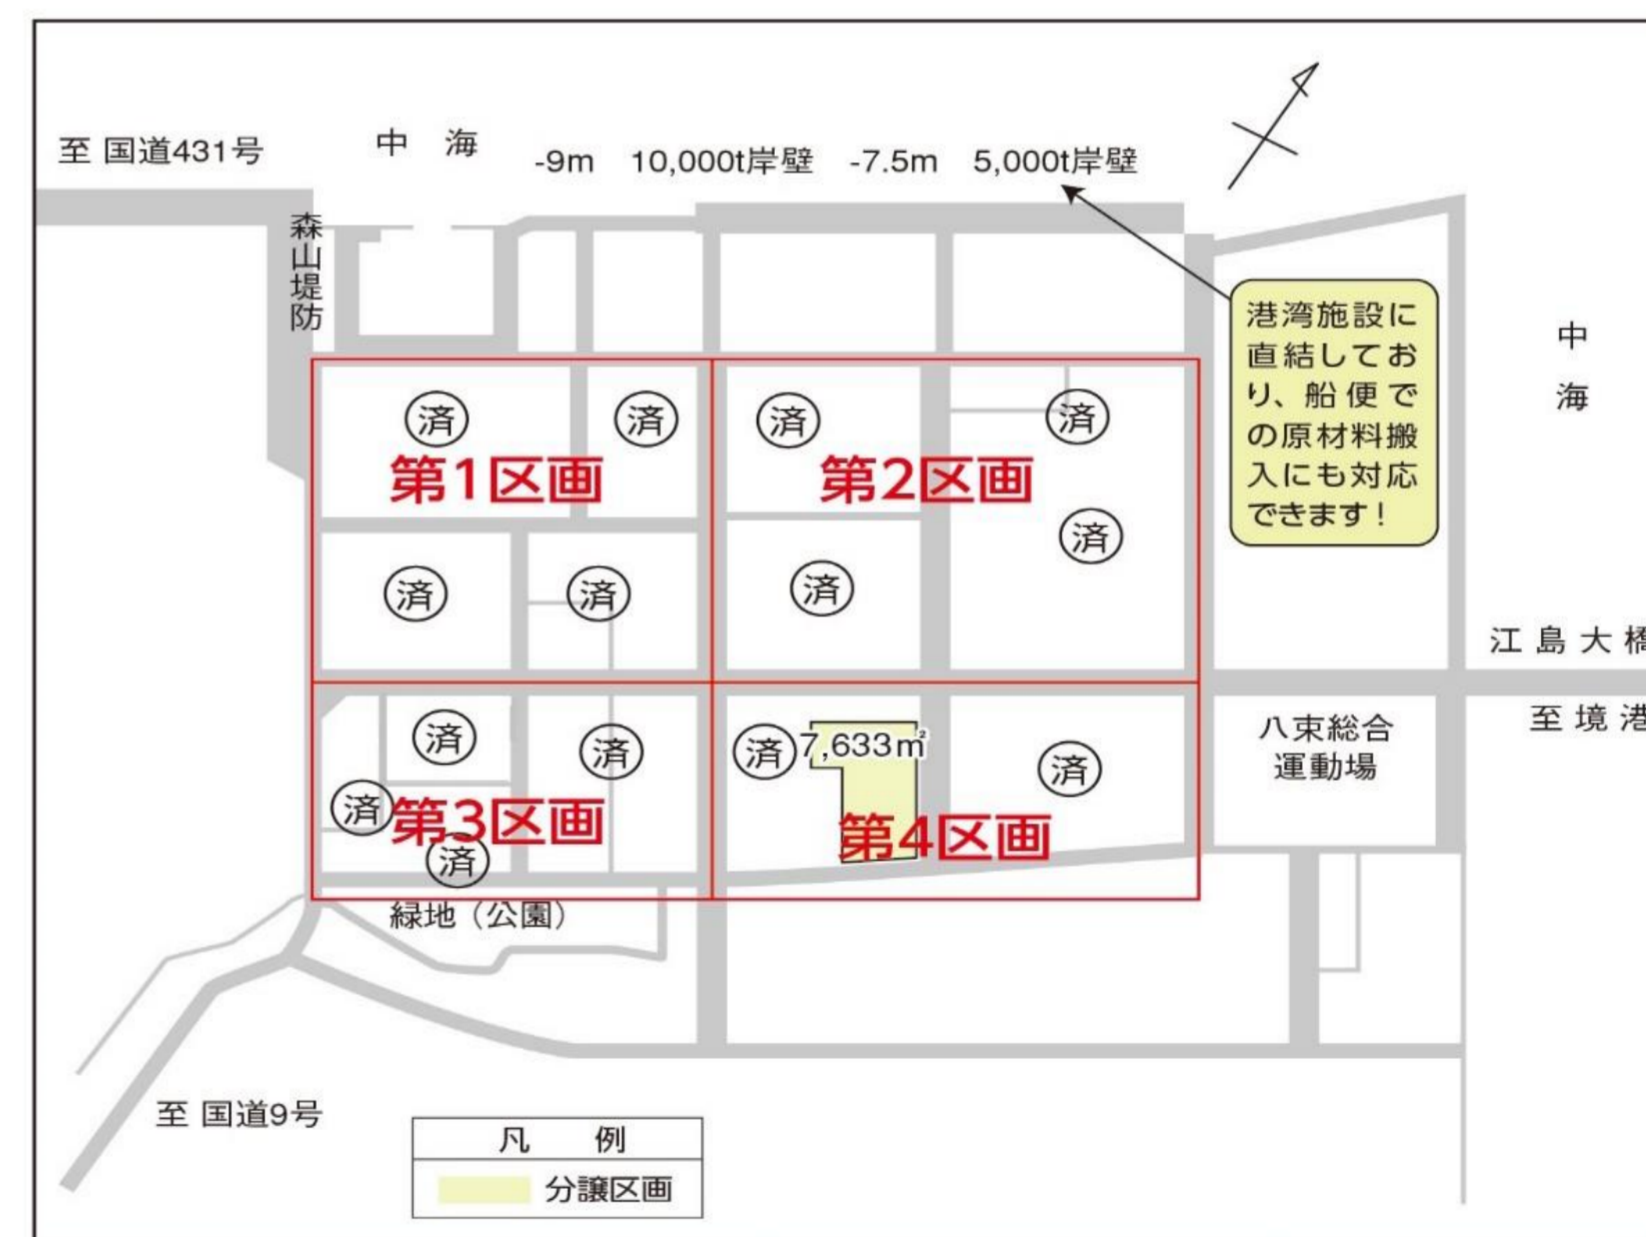 至 国道431号
中 海
-9m 10,000t岸壁 -7.5m 5,000t岸壁
森山堤防
港湾施設に
直結してお
り、船便で
の原材料搬
入にも対応
できます!
中
海
済
済
済
済
第1区画
第2区画
済
済
済
済
江島大橋
至境港
八束総合
運動場
済
済
済
7,633㎡
済
済
第3区画
第4区画
済
緑地（公園）
至 国道9号
凡 例
分譲区画